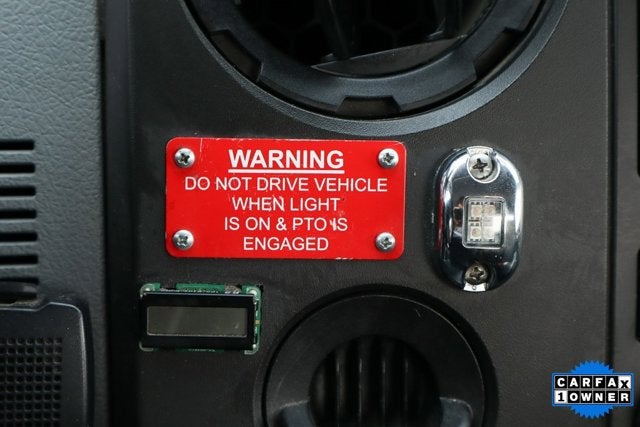 WARNING
DO NOT DRIVE VEHICLE
WHEN LIGHT
IS ON & PTO IS
ENGAGED
CARFAX
1 OWNER